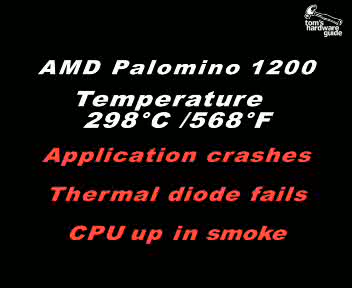 tom's
hardware
guide
AMD Palomino 1200
Temperature
298°C /568°F
Application crashes
Thermal diode fails
CPU up in smoke